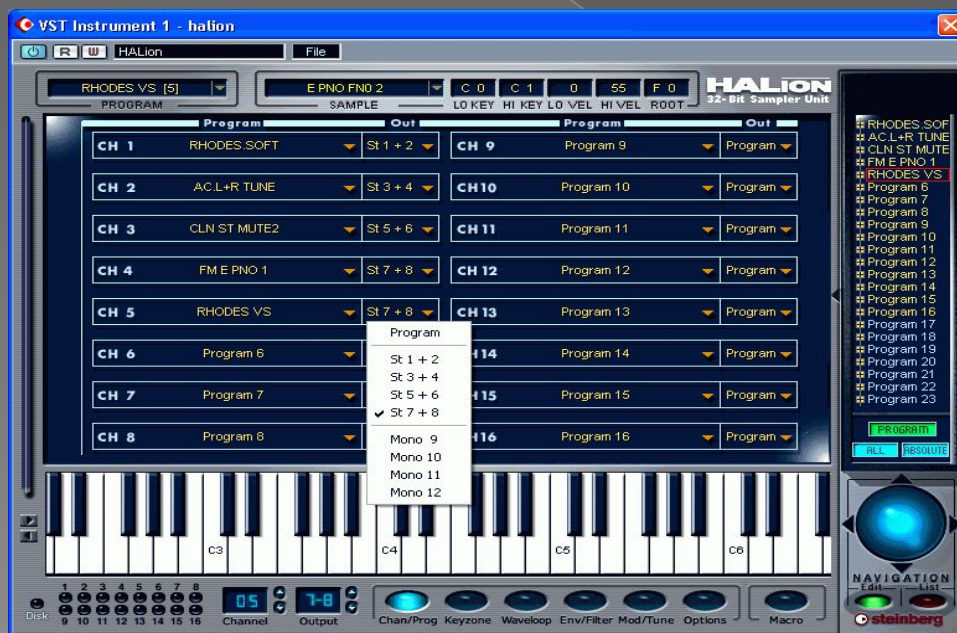 VST Instrument 1 - halion
R W HALion File
RHODES VS [5] E PNO FN0 2 C 0 C 1 0 55 F 0 HALION
PROGRAM SAMPLE LO KEY HI KEY LO VEL HI VEL ROOT 32-Bit Sampler Unit
Program Out Program Out
CH 1 RHODES.SOFT St 1 + 2 CH 9 Program 9 Program
CH 2 AC.L+R TUNE St 3 + 4 CH10 Program 10 Program
CH 3 CLN ST MUTE2 St 5 + 6 CH11 Program 11 Program
CH 4 FM E PNO 1 St 7 + 8 CH 12 Program 12 Program
CH 5 RHODES VS St 7 + 8 CH 13 Program 13 Program
CH 6 Program 6 14 Program 14 Program
CH 7 Program 7 15 Program 15 Program
CH 8 Program 8 16 Program 16 Program
Program
St 1 + 2
St 3 + 4
St 5 + 6
St 7 + 8
Mono 9
Mono 10
Mono 11
Mono 12
RHODES.SOF
AC.L+R TUNE
CLN ST MUTE
FM E PNO 1
RHODES VS
Program 6
Program 7
Program 8
Program 9
Program 10
Program 11
Program 12
Program 13
Program 14
Program 15
Program 16
Program 17
Program 18
Program 19
Program 20
Program 21
Program 22
Program 23
PROGRAM
ALL ABSOLUTE
C3 C4 C5 C6
1 2 3 4 5 6 7 8
Disk 9 10 11 12 13 14 15 16
05 7-8
Channel Output Chan/Prog Keyzone Waveloop Env/Filter Mod/Tune Options Macro
NAVIGATION
Edit List
steinberg